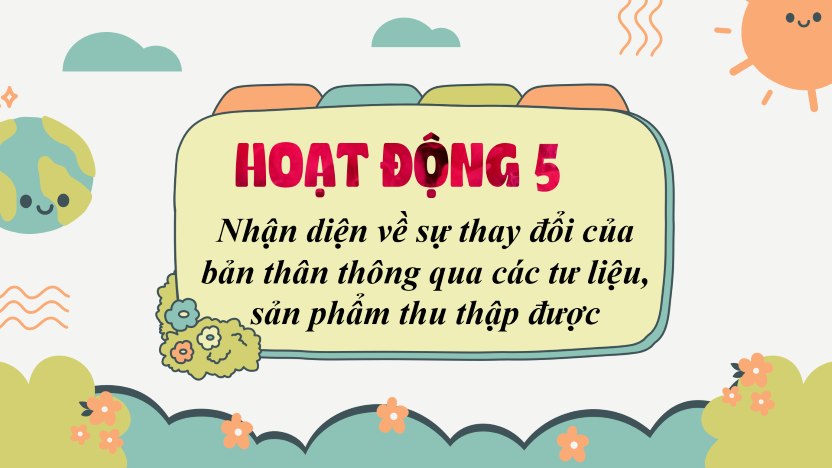 HOẠT ĐỘNG 5
Nhận diện về sự thay đổi của
bản thân thông qua các tư liệu,
sản phẩm thu thập được